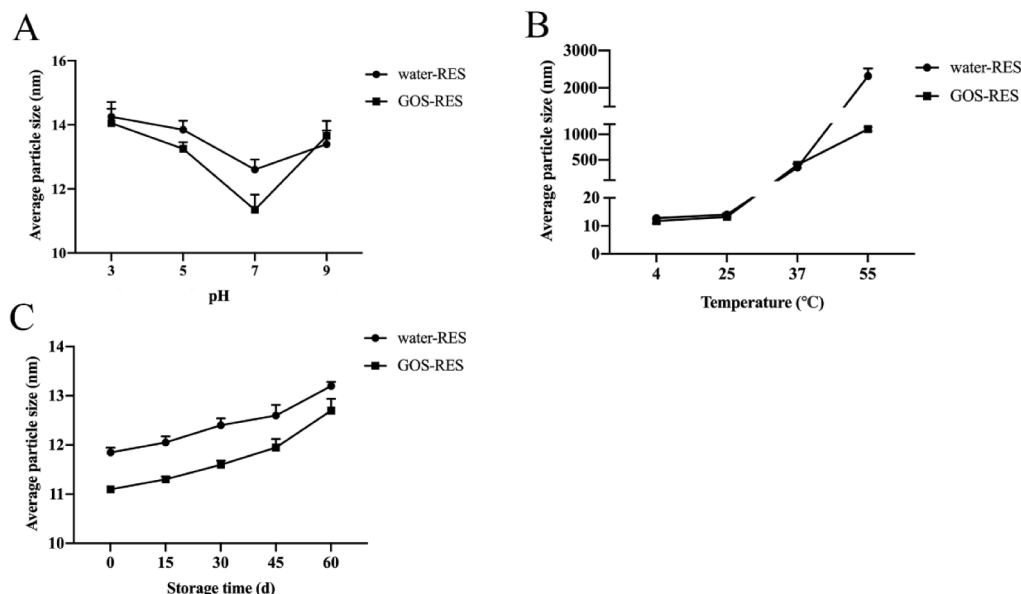 A
Average particle size (nm)
16
14
12
10
3 5 7 9
pH
water-RES
GOS-RES
B
Average particle size (nm)
3000
2000
1000
500
20
10
0
4 25 37 55
Temperature (°C)
water-RES
GOS-RES
C
Average particle size (nm)
14
13
12
11
10
0 15 30 45 60
Storage time (d)
water-RES
GOS-RES